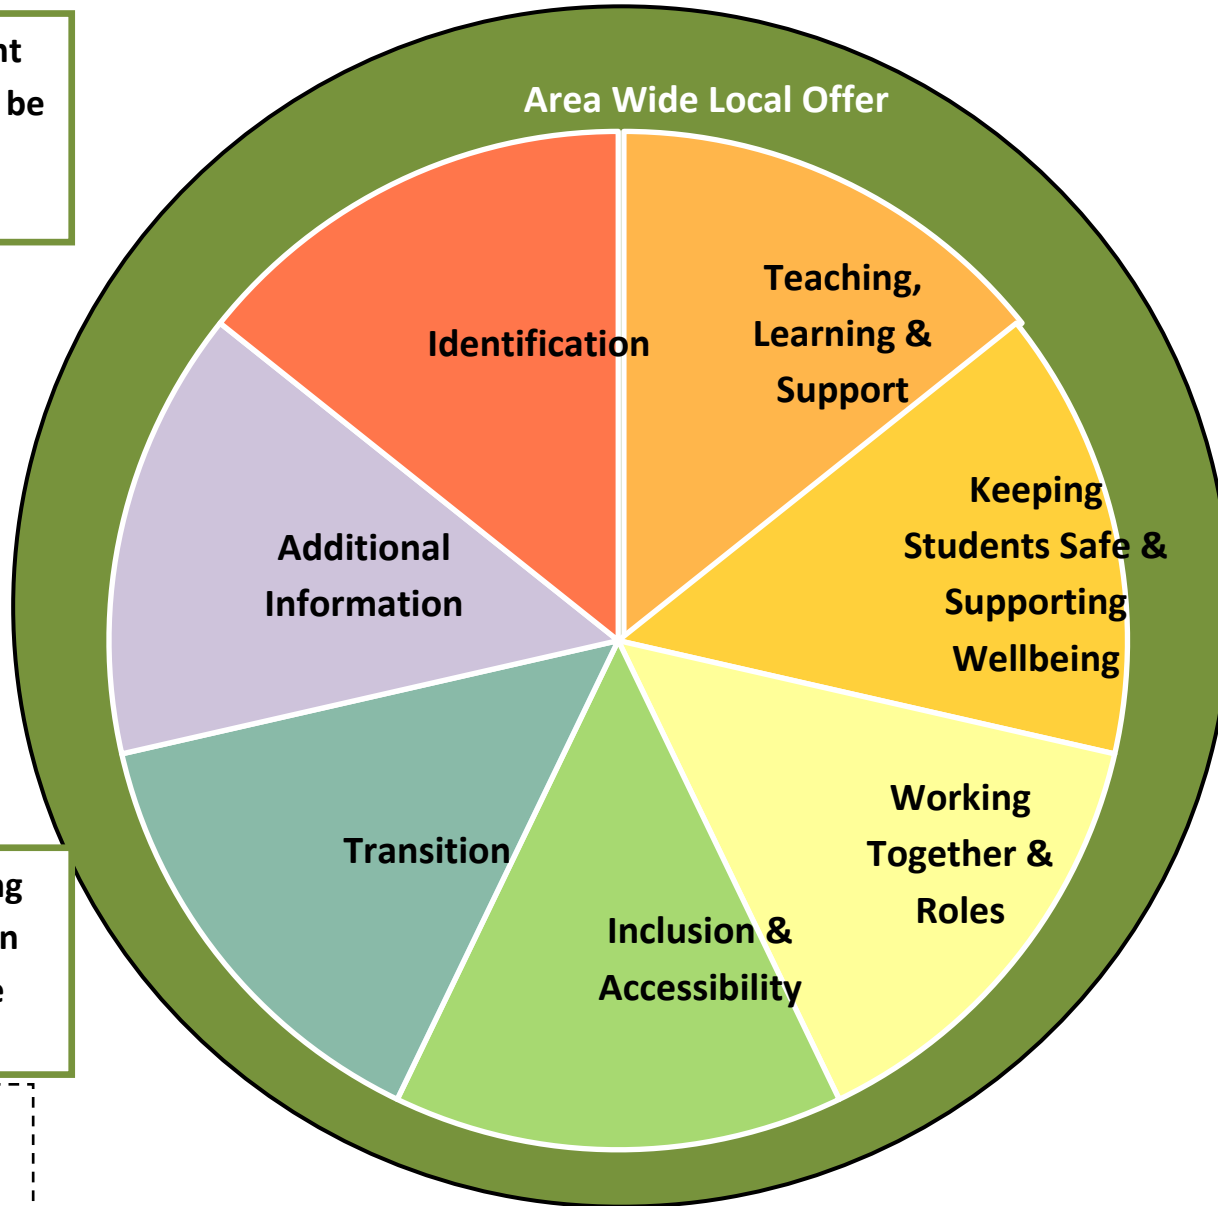 be
Area Wide Local Offer
Identification
Teaching,
Learning &
Support
Keeping
Students Safe &
Supporting
Wellbeing
Additional
Information
Working
Together &
Roles
Transition
Inclusion &
Accessibility